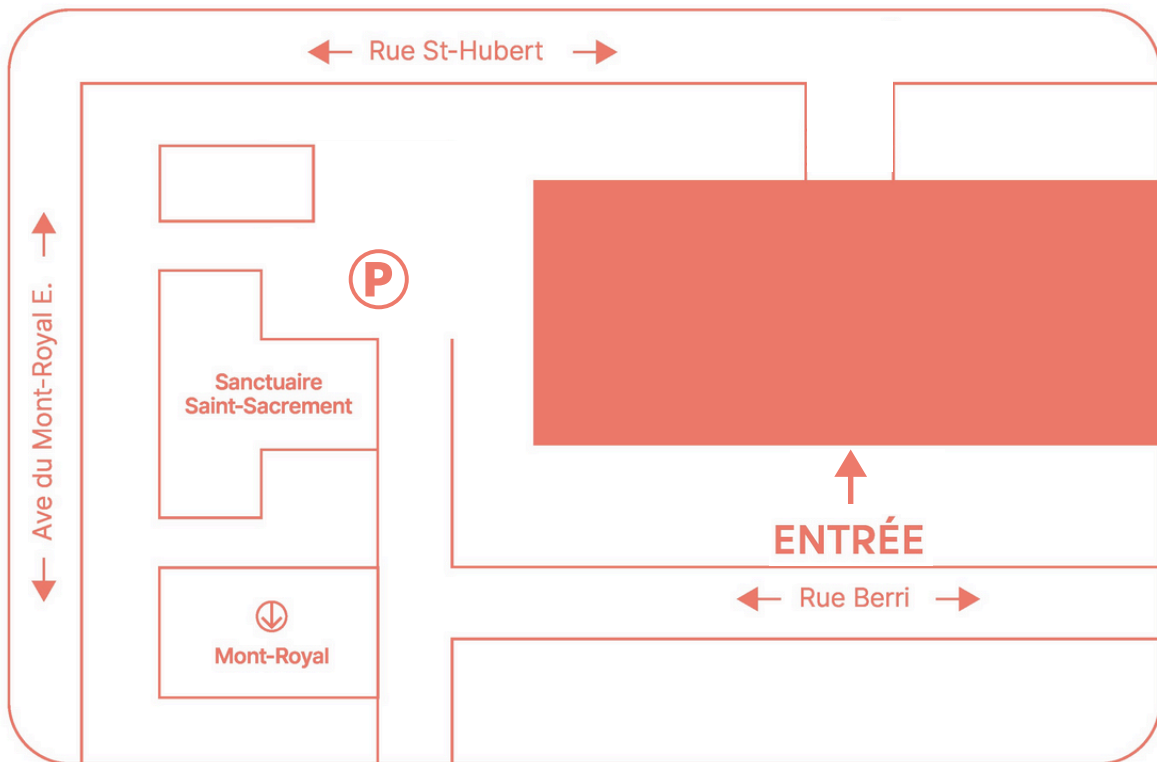 Rue St-Hubert
Ave du Mont-Royal E.
P
Sanctuaire
Saint-Sacrement
ENTRÉE
Rue Berri
Mont-Royal